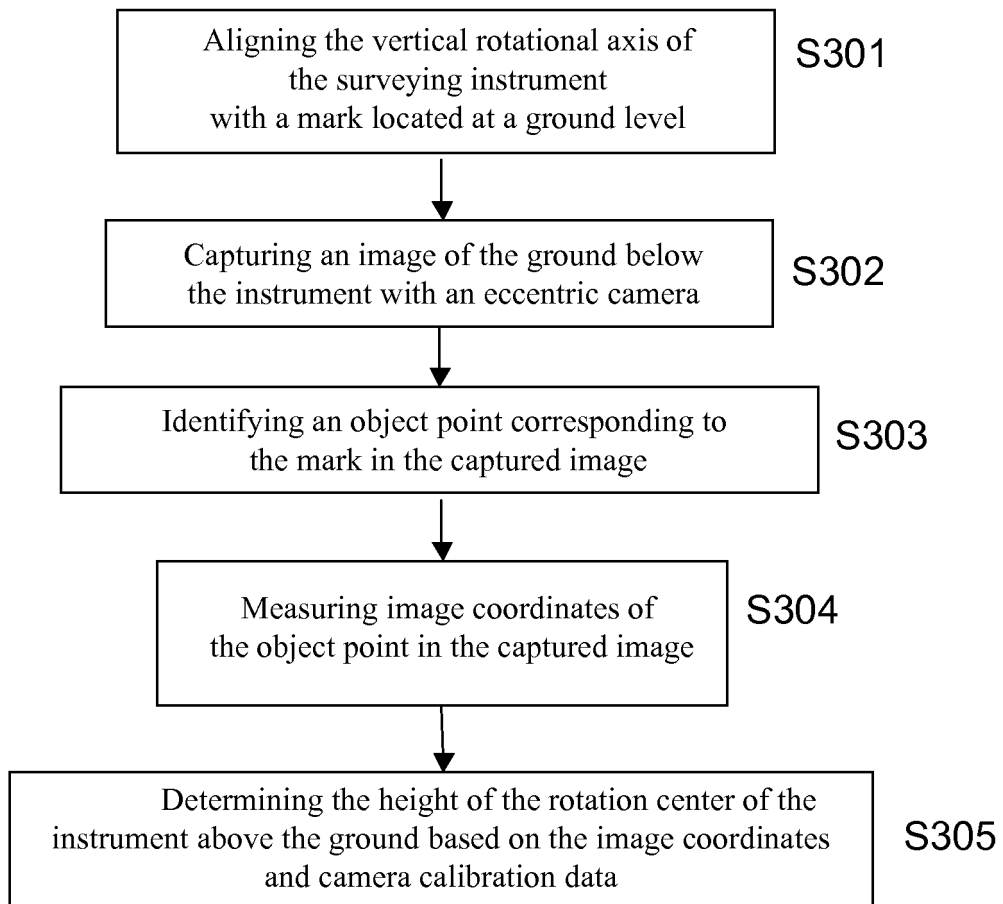 Aligning the vertical rotational axis of
the surveying instrument
with a mark located at a ground level
S301
Capturing an image of the ground below
the instrument with an eccentric camera
S302
Identifying an object point corresponding to
the mark in the captured image
S303
Measuring image coordinates of
the object point in the captured image
S304
Determining the height of the rotation center of the
instrument above the ground based on the image coordinates
and camera calibration data
S305